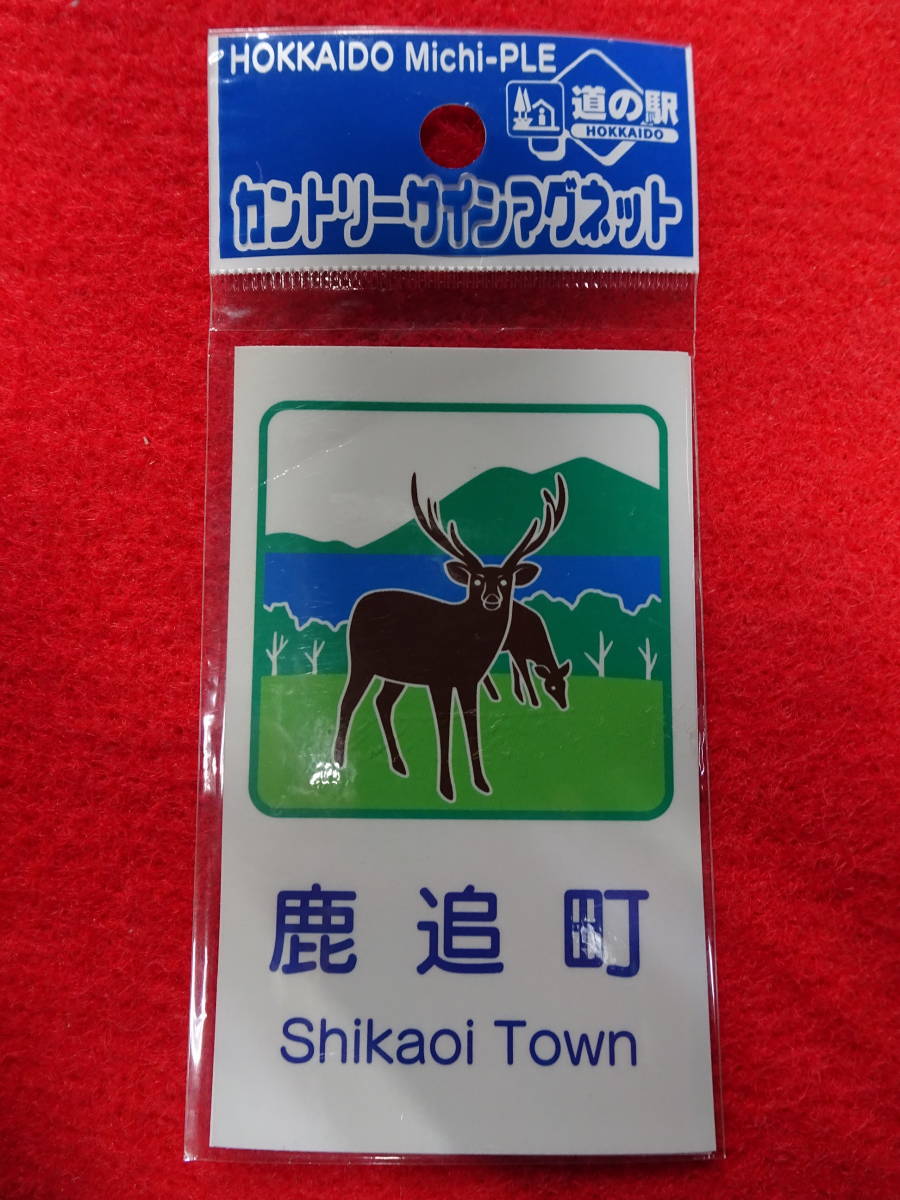 HOKKAIDO Michi-PLE
道の駅
HOKKAIDO
カントリーサインマグネット
鹿追町
Shikaoi Town